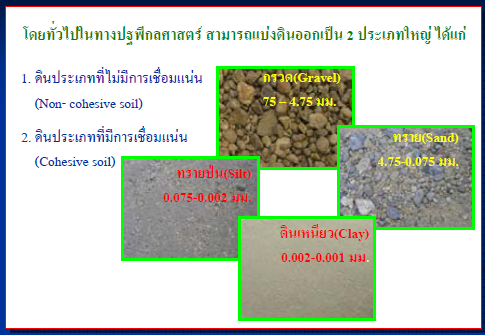 โดยทั่วไปในทางปฐพีกลศาสตร์ สามารถแบ่งดินออกเป็น 2 ประเภทใหญ่ ได้แก่
1. ดินประเภทที่ไม่มีการเชื่อมแน่น
(Non- cohesive soil)
2. ดินประเภทที่มีการเชื่อมแน่น
(Cohesive soil)
กรวด(Gravel)
75 – 4.75 มม.
ทราย(Sand)
4.75-0.075 มม.
ทรายป่น(Silt)
0.075-0.002 มม.
ดินเหนียว(Clay)
0.002-0.001 มม.